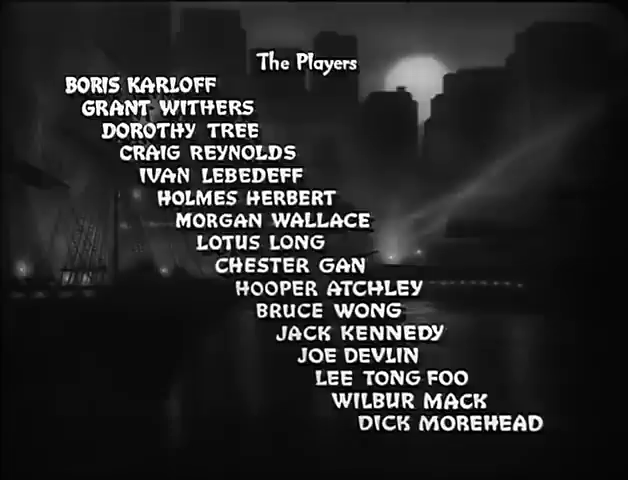 The Players
BORIS KARLOFF
GRANT WITHERS
DOROTHY TREE
CRAIG REYNOLDS
IVAN LEBEDEFF
HOLMES HERBERT
MORGAN WALLACE
LOTUS LONG
CHESTER GAN
HOOPER ATCHLEY
BRUCE WONG
JACK KENNEDY
JOE DEVLIN
LEE TONG FOO
WILBUR MACK
DICK MOREHEAD